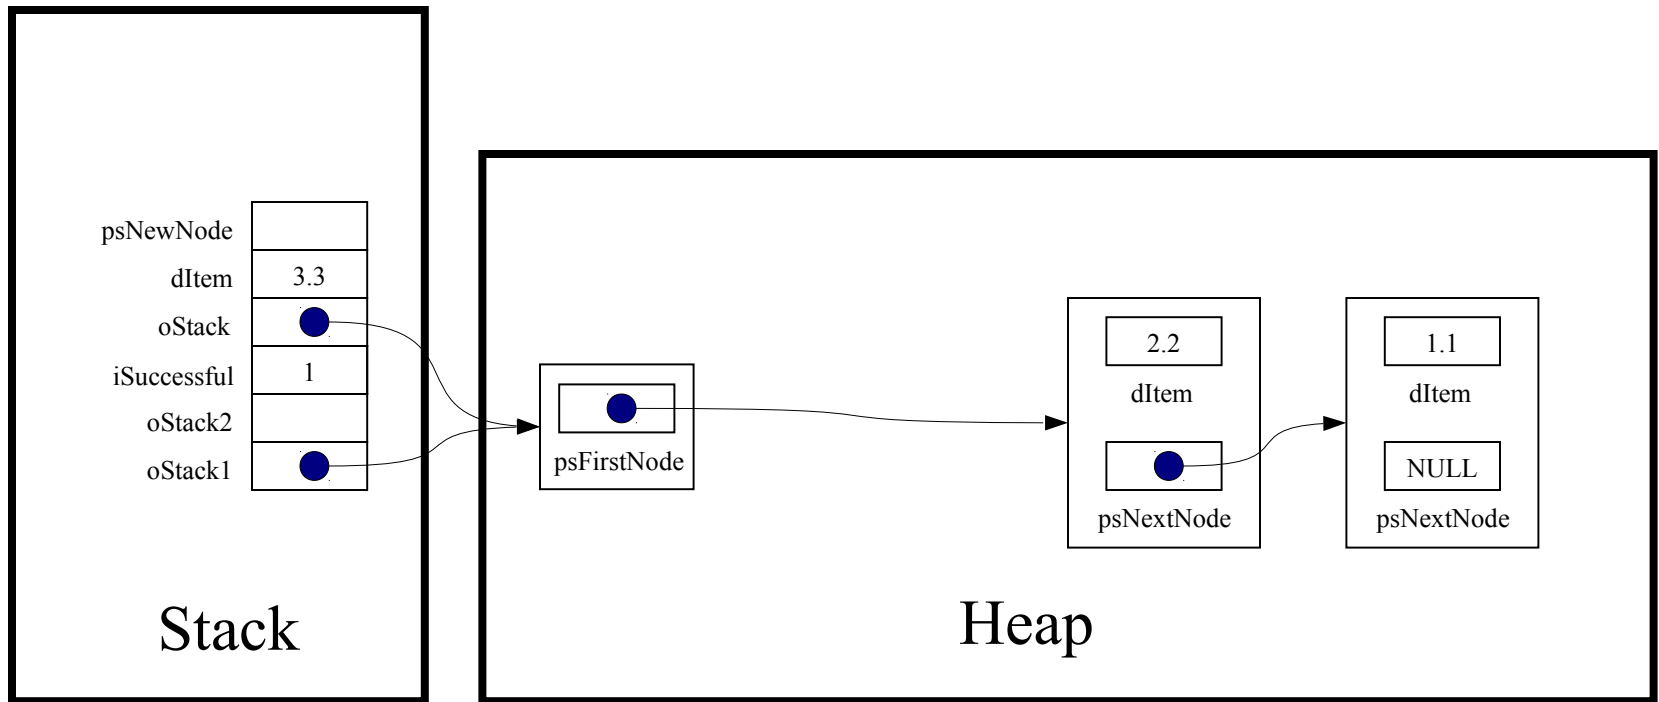 psNewNode
dItem 3.3
oStack
iSuccessful 1
oStack2
oStack1
Stack
psFirstNode
2.2
dItem
psNextNode
1.1
dItem
NULL
psNextNode
Heap